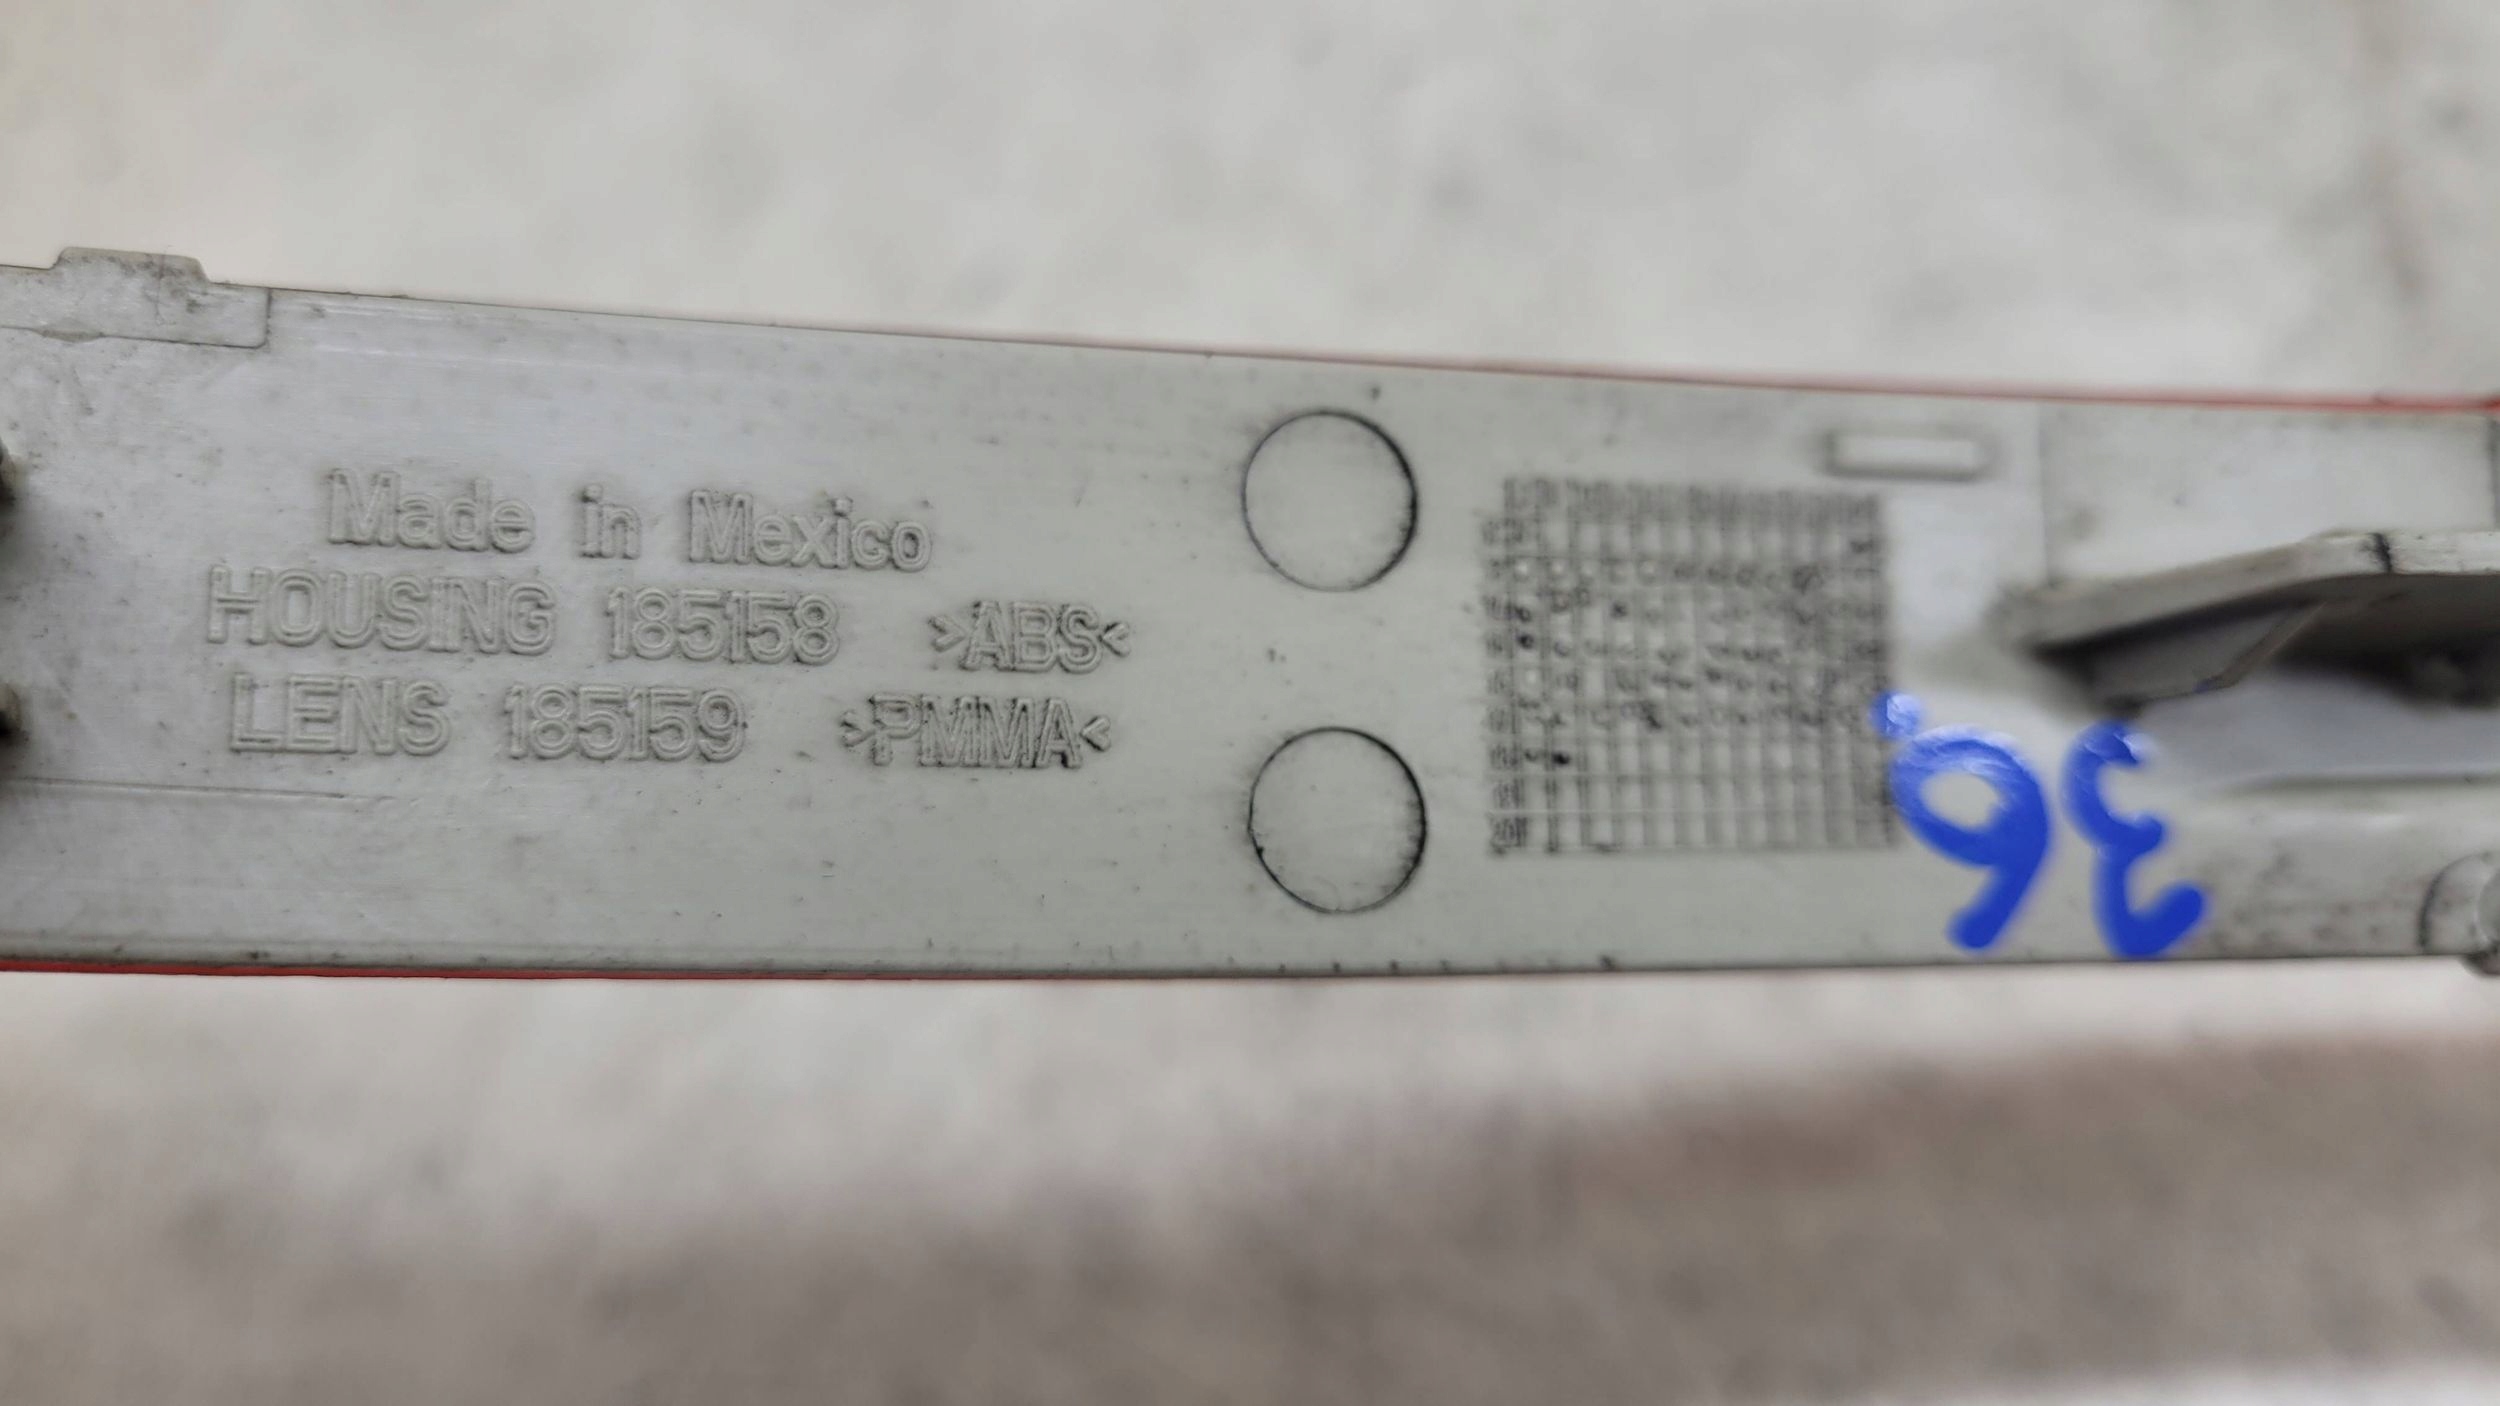 Made in Mexico
HOUSING 185158 >ABS<
LENS 185159 >PMMA<
36.